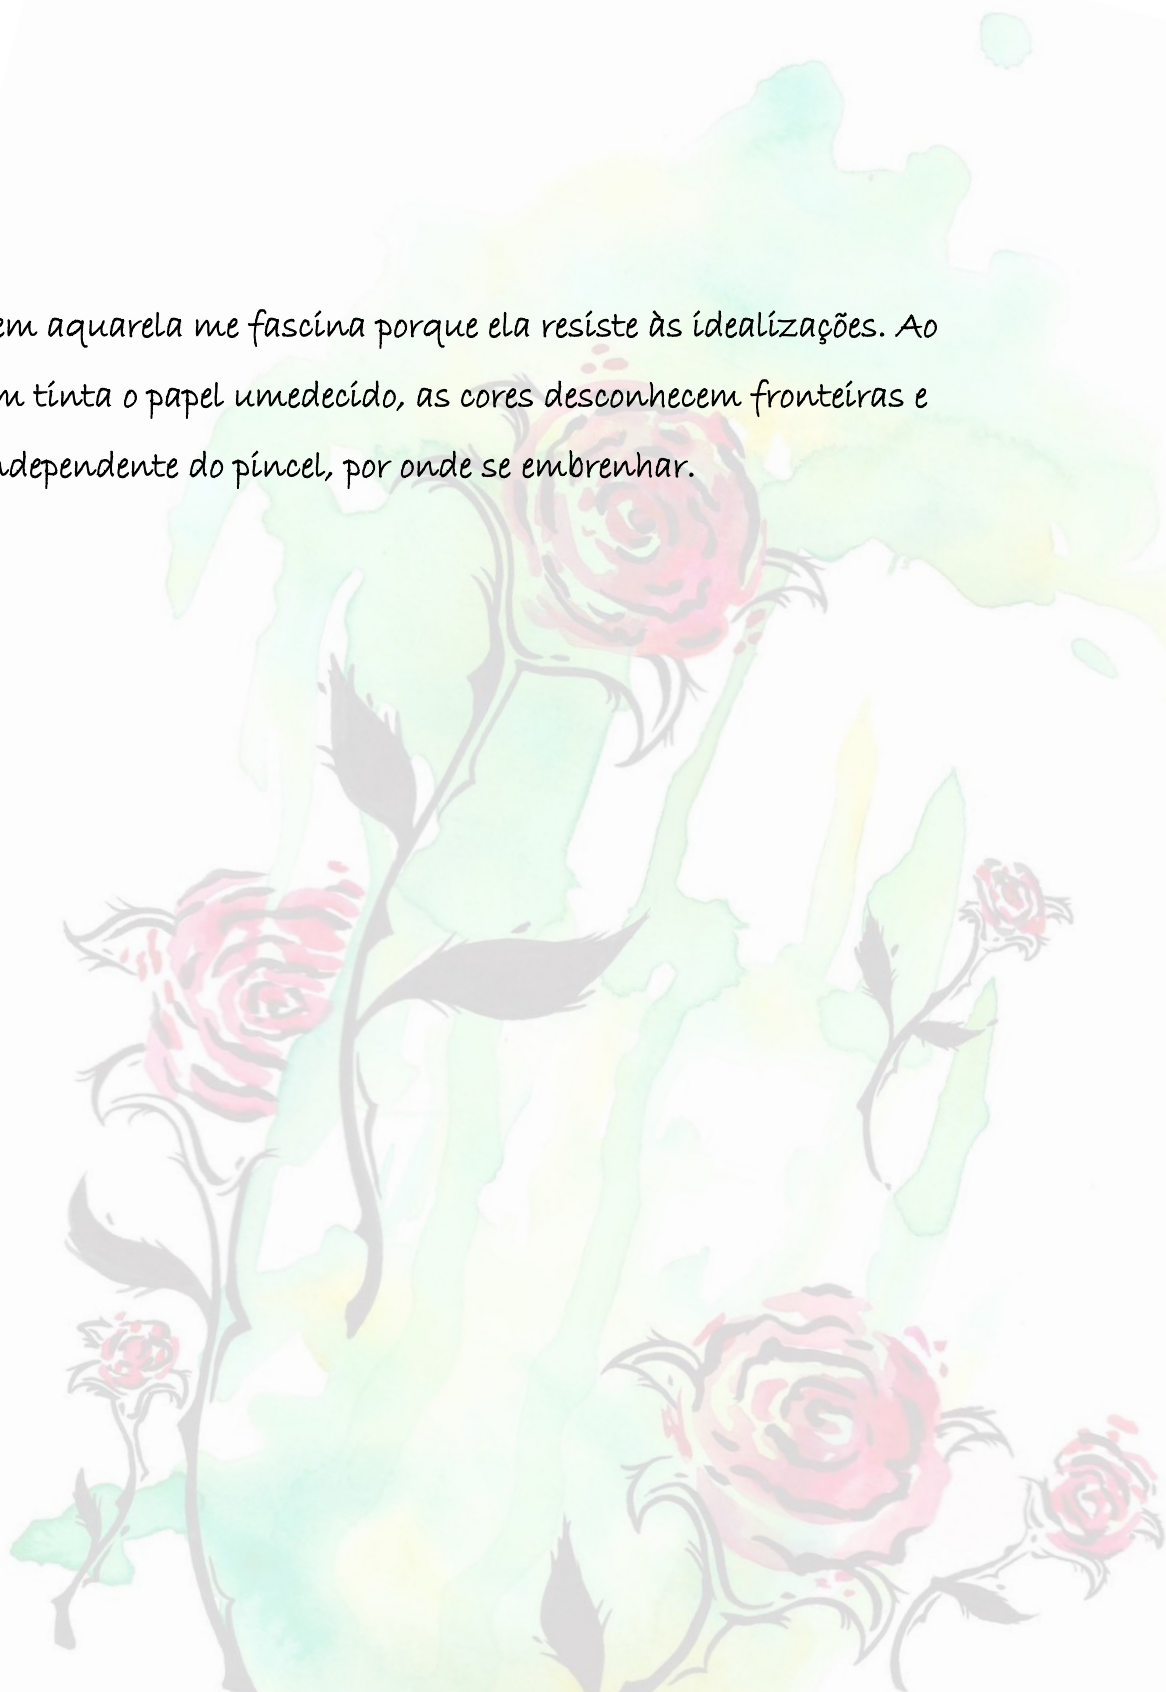 em aquarela me fascina porque ela resiste às idealizações. Ao
tinta o papel umedecido, as cores desconhecem fronteiras e
do pincel, por onde se embrenhar.